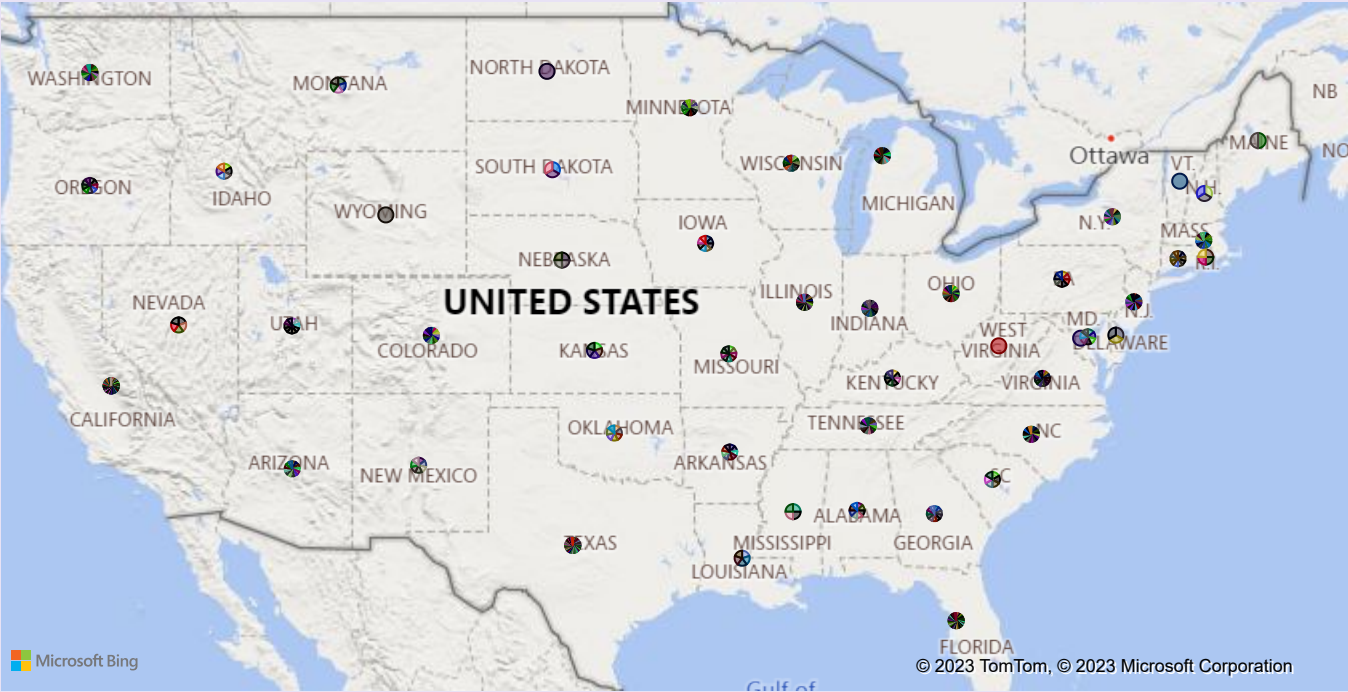 NORTH DAKOTA
WASHINGTON
MONTANA
NB
MINNESOTA
MAINE
NO
Ottawa
WISCONSIN
VT.
SOUTH DAKOTA
OREGON
N.H.
IDAHO
MICHIGAN
WYOMING
IOWA
N.Y.
MASS
NEBRASKA
R.I.
OHIO
PA
ILLINOIS
NEVADA
UNITED STATES
N.J.
UTAH
INDIANA
MD
WEST
VIRGINIA
DELAWARE
COLORADO
KANSAS
MISSOURI
KENTUCKY
VIRGINIA
CALIFORNIA
OKLAHOMA
TENNESSEE
NC
ARIZONA
NEW MEXICO
ARKANSAS
SC
ALABAMA
TEXAS
MISSISSIPPI
GEORGIA
LOUISIANA
FLORIDA
Microsoft Bing
© 2023 TomTom, © 2023 Microsoft Corporation
Gulf of